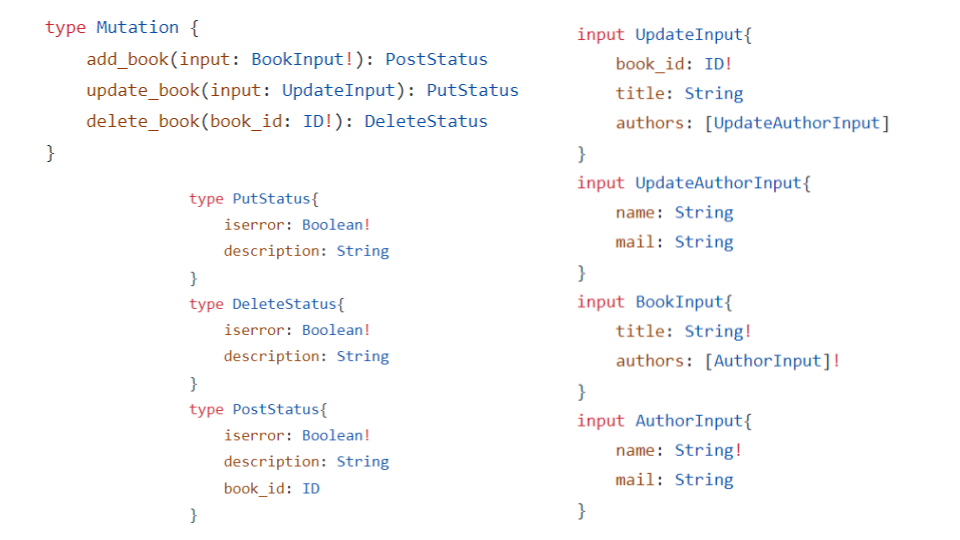 type Mutation {
add_book(input: BookInput!): PostStatus
update_book(input: UpdateInput): PutStatus
delete_book(book_id: ID!): DeleteStatus
}
type PutStatus{
iserror: Boolean!
description: String
}
type DeleteStatus{
iserror: Boolean!
description: String
}
type PostStatus{
iserror: Boolean!
description: String
book_id: ID
}
input UpdateInput{
book_id: ID!
title: String
authors: [UpdateAuthorInput]
}
input UpdateAuthorInput{
name: String
mail: String
}
input BookInput{
title: String!
authors: [AuthorInput]!
}
input AuthorInput{
name: String!
mail: String
}